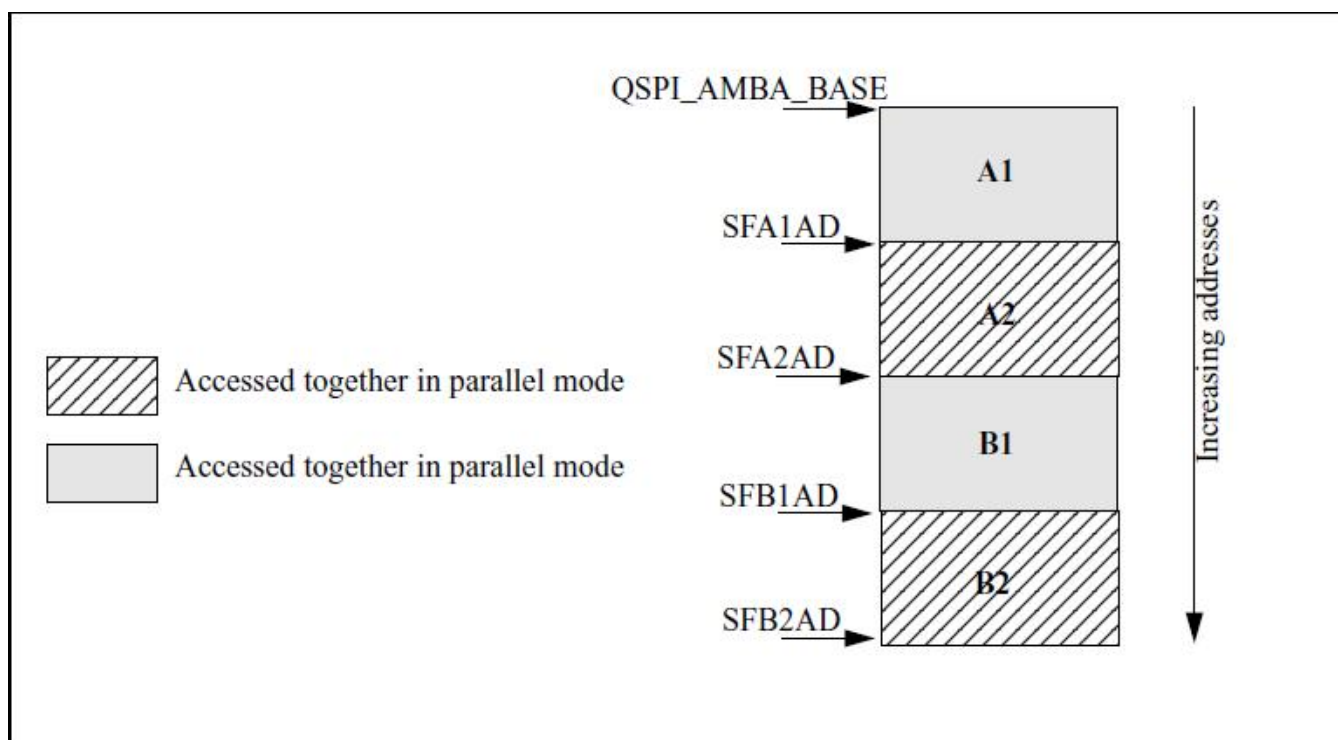 QSPI_AMBA_BASE
A1
SFA1AD
A2
SFA2AD
Accessed together in parallel mode
B1
Accessed together in parallel mode
SFB1AD
B2
SFB2AD
Increasing addresses